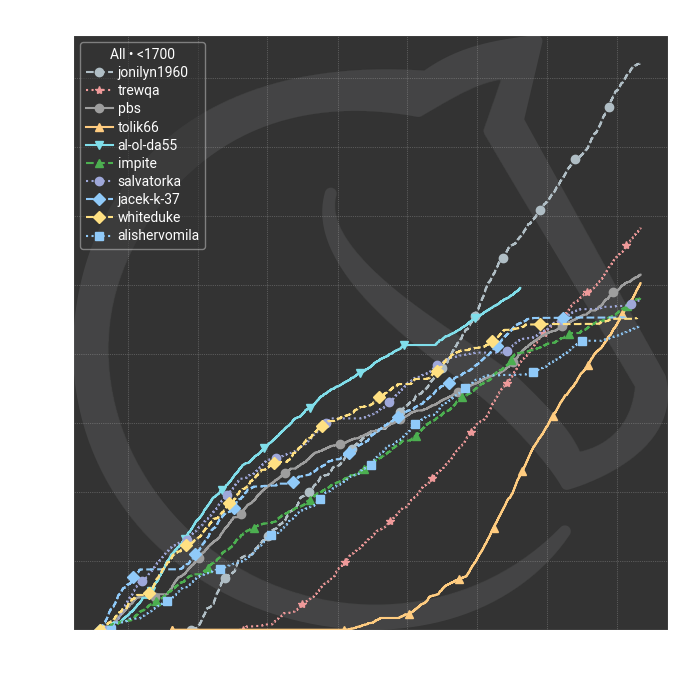 All • <1700
jonilyn1960
trewqa
pbs
tolik66
al-ol-da55
impite
salvatorka
jacek-k-37
whiteduke
alishervomila